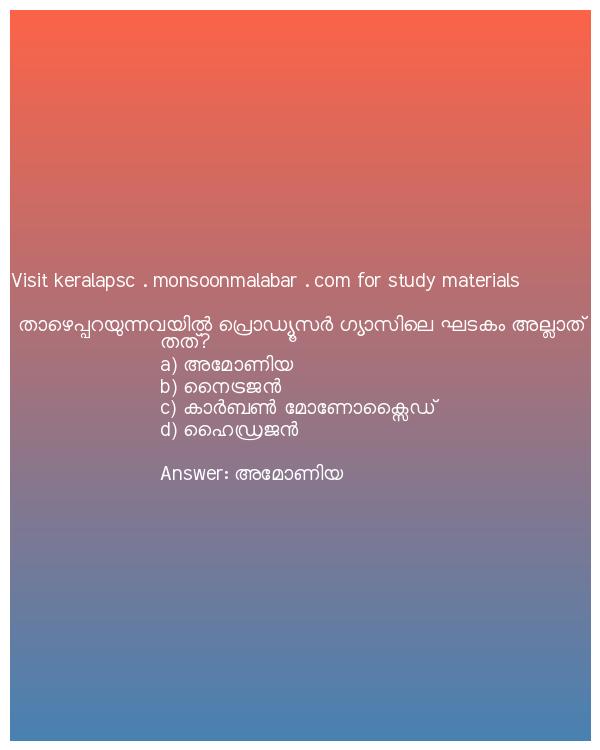 Visit keralapsc . monsoonmalabar . com for study materials
താഴെപ്പറയുന്നവയിൽ പ്രൊഡ്യൂസർ ഗ്യാസിലെ ഘടകം അല്ലാത്
തത്?
a) അമോണിയ
b) നൈട്രജൻ
c) കാർബൺ മോണോക്സൈഡ്
d) ഹൈഡ്രജൻ
Answer: അമോണിയ